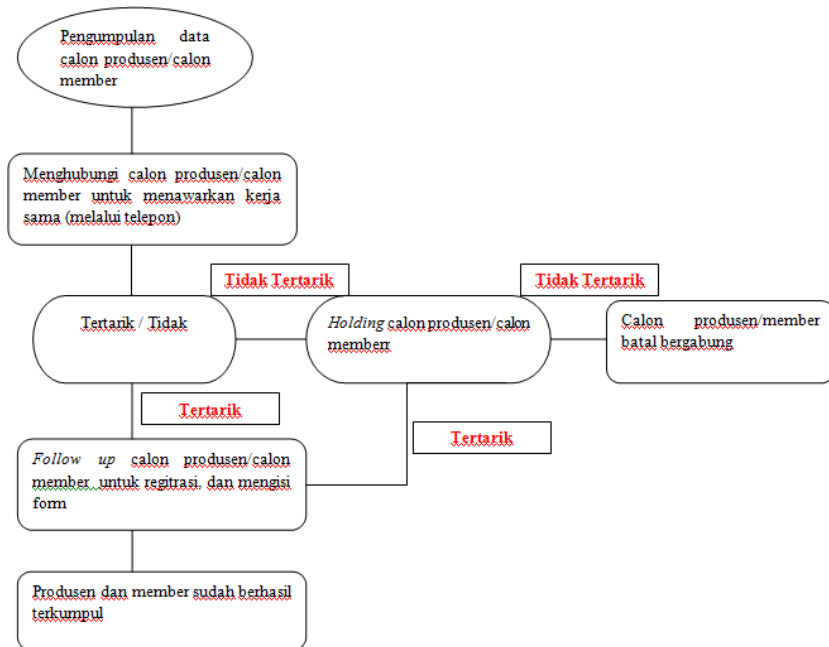 Pengumpulan data
calon produsen/calon
member
Menghubungi calon produsen/calon
member untuk menawarkan kerja
sama (melalui telepon)
Tidak Tertarik
Tidak Tertarik
Tertarik / Tidak
Holding calon produsen/calon
memberr
Calon produsen/member
batal bergabung
Tertarik
Tertarik
Follow up calon produsen/calon
member untuk regitrasi, dan mengisi
form
Produsen dan member sudah berhasil
terkumpul